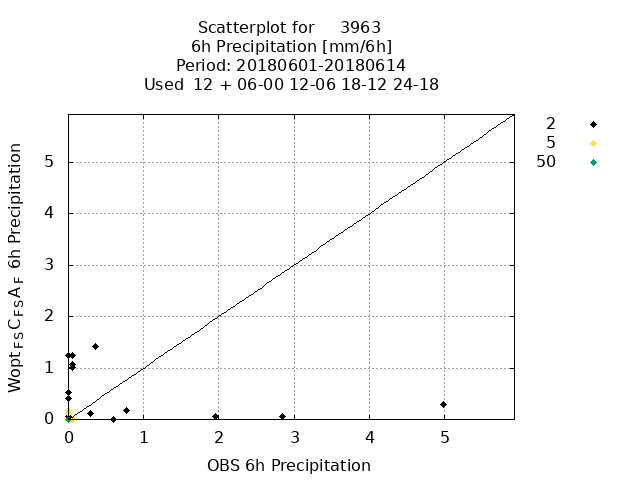 Scatterplot for 3963
6h Precipitation [mm/6h]
Period: 20180601-20180614
Used 12 + 06-00 12-06 18-12 24-18
2
5
50
5
4
3
2
1
0
0 1 2 3 4 5
Wopt FS C FS A F 6h Precipitation
OBS 6h Precipitation